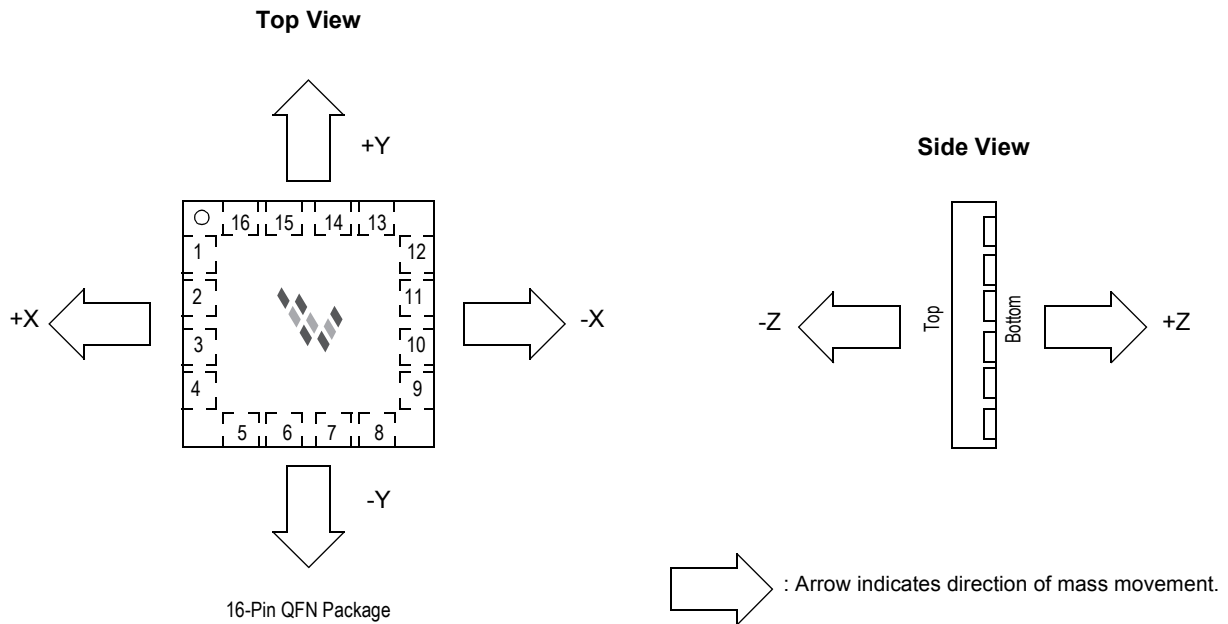 Top View
+Y
16 15 14 13
1 12
2 11
3 10
4 9
5 6 7 8
+X
-X
-Y
16-Pin QFN Package
Side View
-Z
Top
Bottom
+Z
: Arrow indicates direction of mass movement.